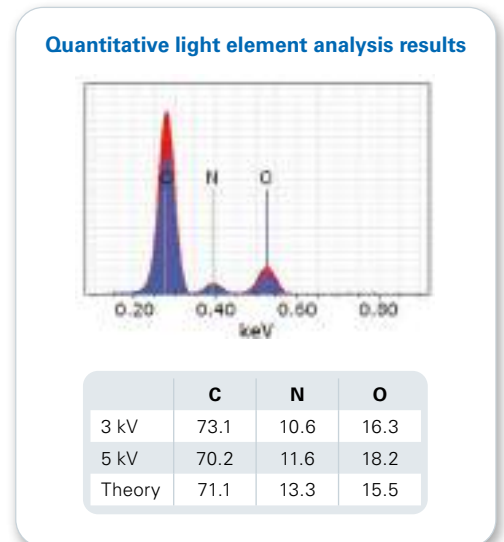 Quantitative light element analysis results
C N O
0.20 0.40 0.60 0.80
keV
C N O
3 kV 73.1 10.6 16.3
5 kV 70.2 11.6 18.2
Theory 71.1 13.3 15.5